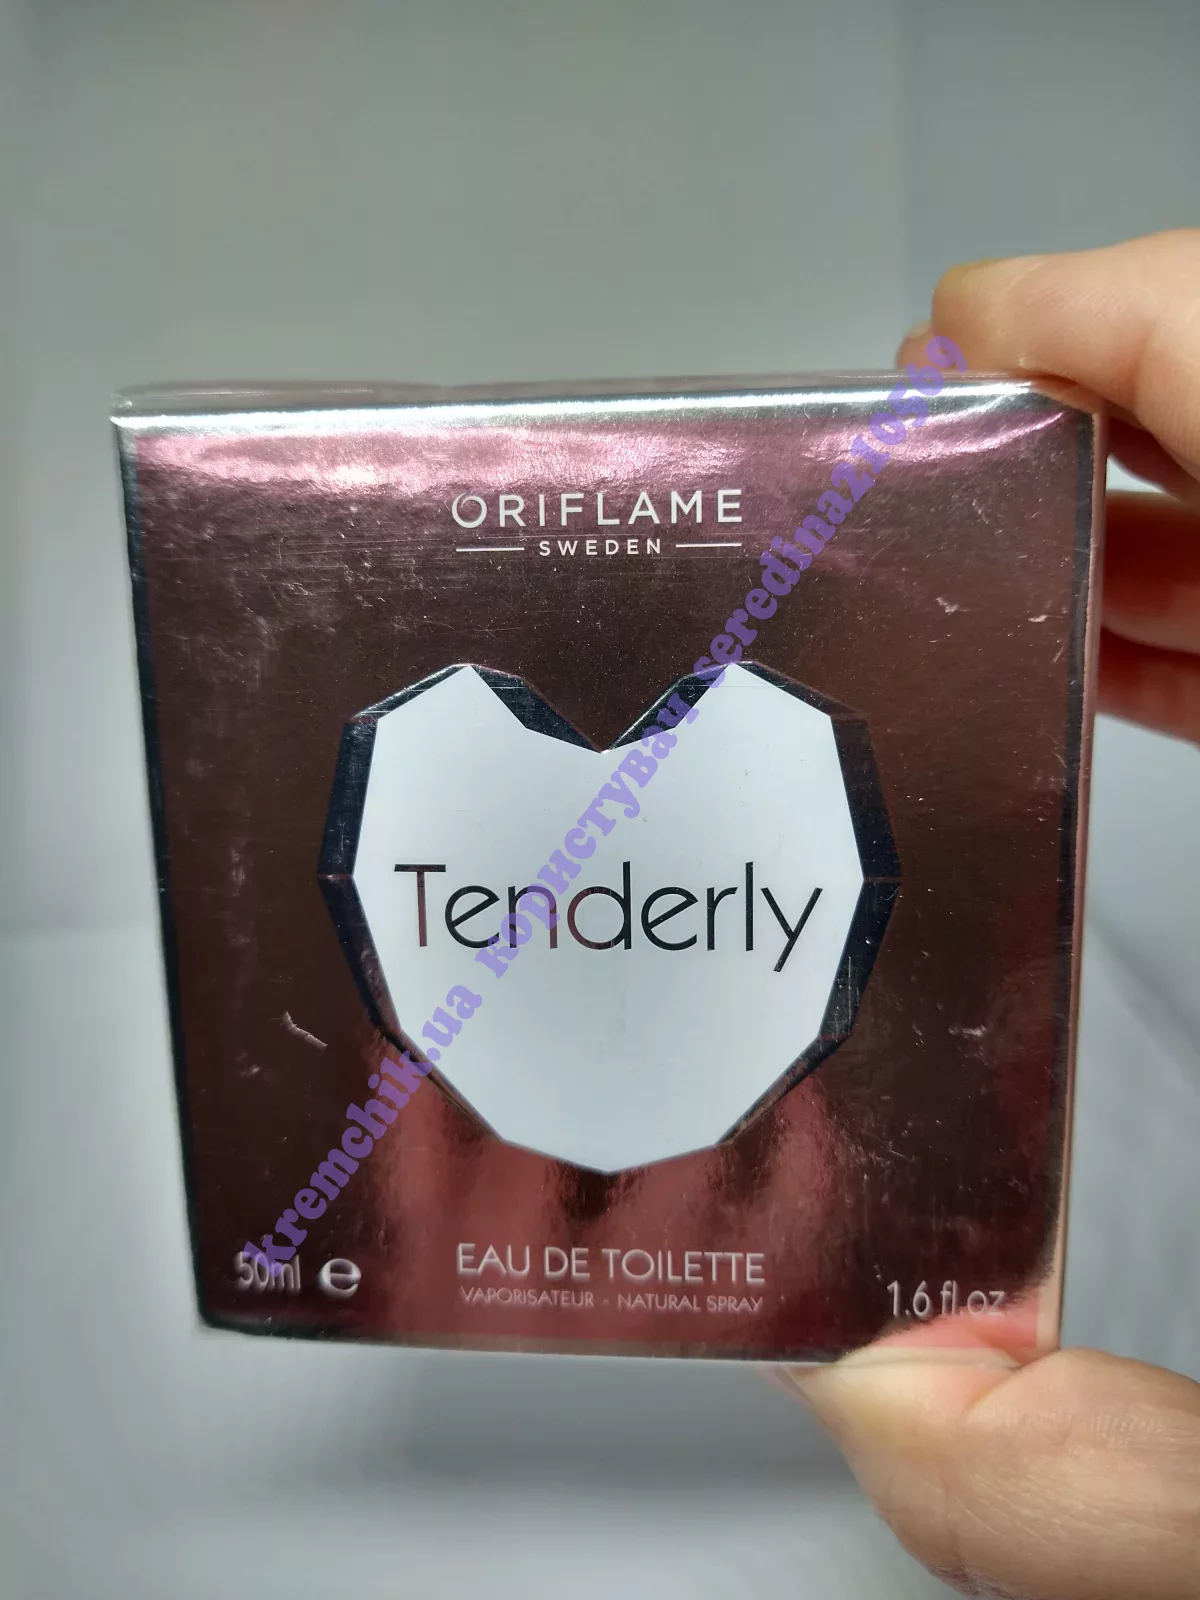 ORIFLAME
SWEDEN
Tenderly
50ml e
EAU DE TOILETTE
VAPORISATEUR - NATURAL SPRAY
1.6 fl.oz
kremchik.ua користувач seredina210569